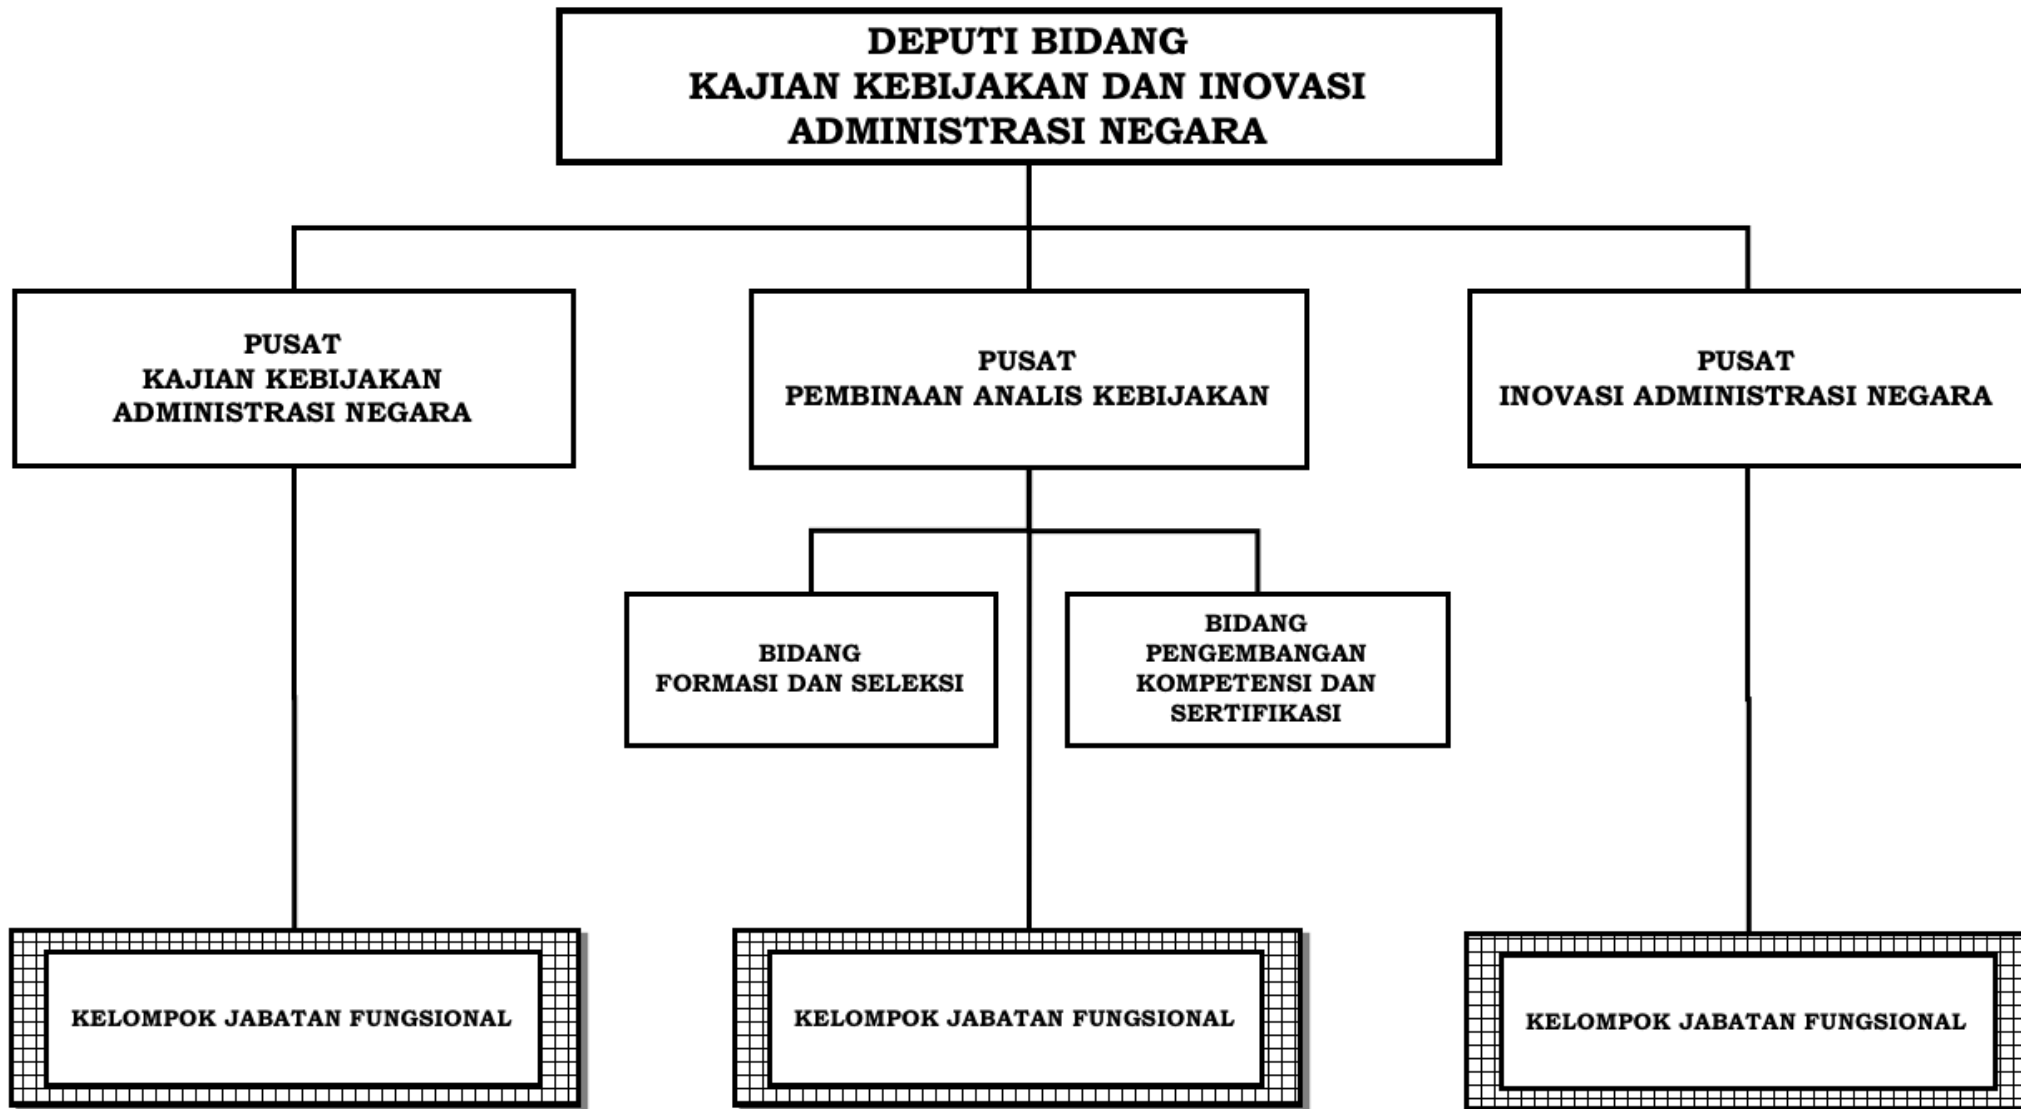 DEPUTI BIDANG
KAJIAN KEBIJAKAN DAN INOVASI
ADMINISTRASI NEGARA
PUSAT
KAJIAN KEBIJAKAN
ADMINISTRASI NEGARA
PUSAT
PEMBINAAN ANALIS KEBIJAKAN
PUSAT
INOVASI ADMINISTRASI NEGARA
BIDANG
FORMASI DAN SELEKSI
BIDANG
PENGEMBANGAN
KOMPETENSI DAN
SERTIFIKASI
KELOMPOK JABATAN FUNGSIONAL
KELOMPOK JABATAN FUNGSIONAL
KELOMPOK JABATAN FUNGSIONAL